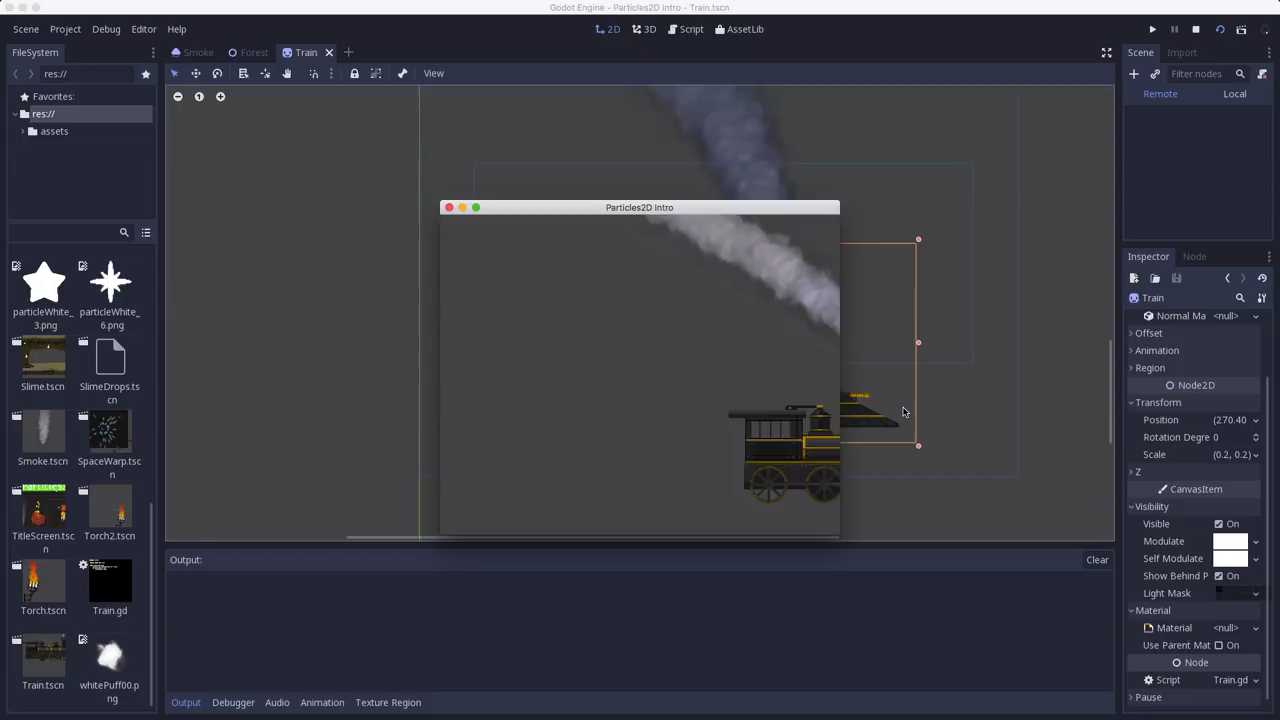 Godot Engine - Particles2D Intro - Train.tscn
Scene Project Debug Editor Help
2D 3D Script AssetLib
FileSystem
Smoke Forest Train
Scene Import
res://
View
Filter nodes
Favorites:
res://
assets
Remote Local
Particles2D Intro
particleWhite_
3.png
particleWhite_
6.png
Slime.tscn
SlimeDrops.ts
cn
Smoke.tscn
SpaceWarp.ts
cn
TitleScreen.tsc
n
Torch2.tscn
Torch.tscn
Train.gd
Train.tscn
whitePuff00.p
ng
Inspector Node
Train
Normal Ma <null>
Offset
Animation
Region
Node2D
Transform
Position (270.40
Rotation Degre 0
Scale (0.2, 0.2)
Z
CanvasItem
Visibility
Visible On
Modulate
Self Modulate
Show Behind P On
Light Mask
Material
Material <null>
Use Parent Mat On
Node
Script Train.gd
Pause
Output: Clear
Output Debugger Audio Animation Texture Region